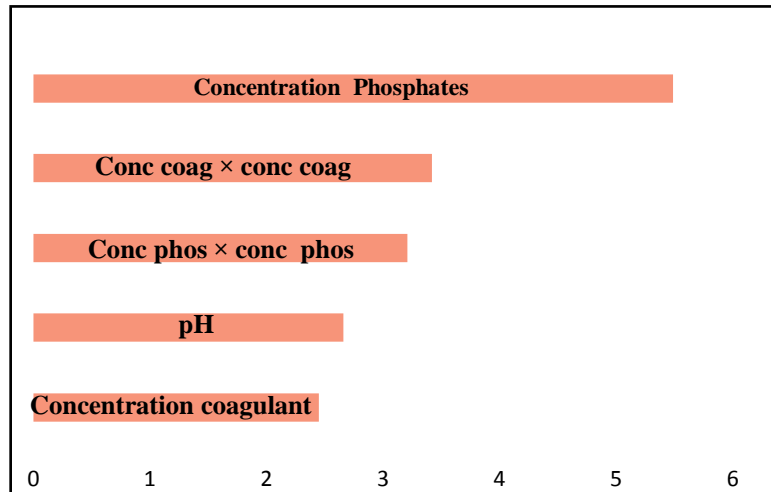 Concentration Phosphates
Conc coag × conc coag
Conc phos × conc phos
pH
Concentration coagulant
0 1 2 3 4 5 6